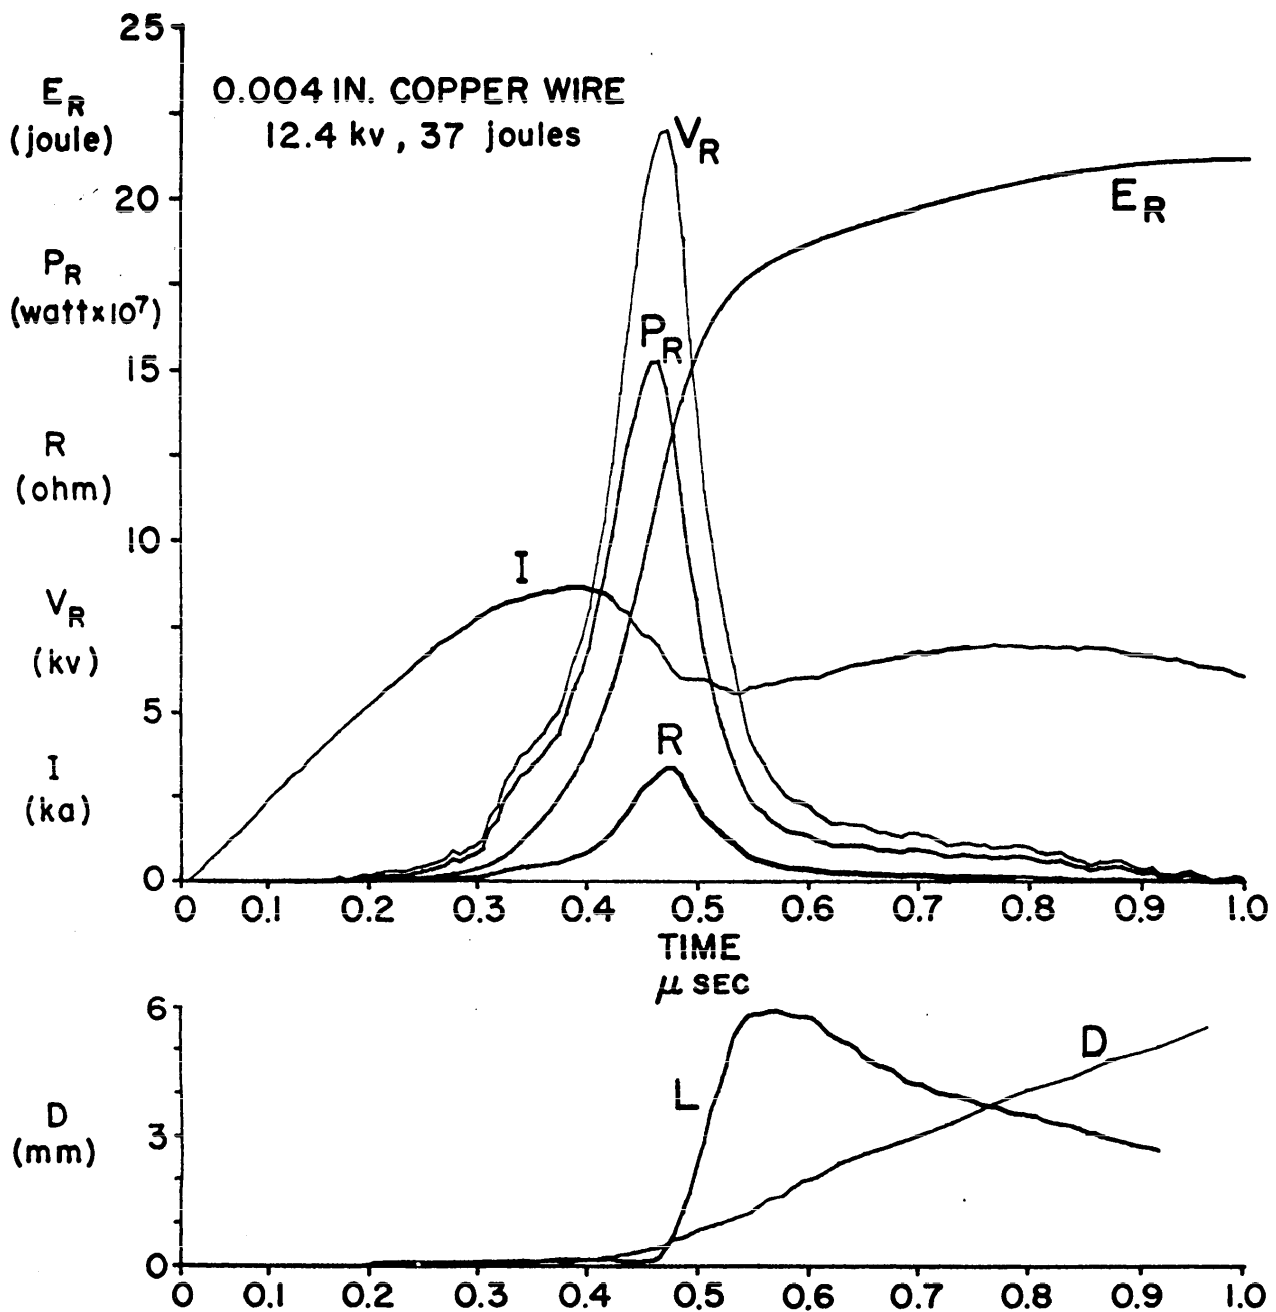 25
E_R
(joule)
0.004 IN. COPPER WIRE
12.4 kv, 37 joules
V_R
20
E_R
P_R
(watt×10⁷)
P_R
15
R
(ohm)
10
I
V_R
(kv)
5
R
I
(ka)
0
0 0.1 0.2 0.3 0.4 0.5 0.6 0.7 0.8 0.9 1.0
TIME
μ SEC
6
D
L
D
(mm)
3
0
0 0.1 0.2 0.3 0.4 0.5 0.6 0.7 0.8 0.9 1.0